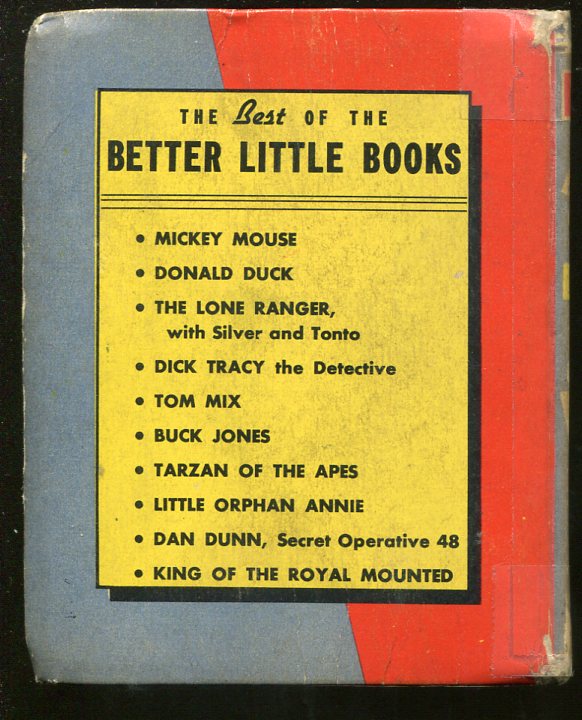 THE Best OF THE
BETTER LITTLE BOOKS
• MICKEY MOUSE
• DONALD DUCK
• THE LONE RANGER,
with Silver and Tonto
• DICK TRACY the Detective
• TOM MIX
• BUCK JONES
• TARZAN OF THE APES
• LITTLE ORPHAN ANNIE
• DAN DUNN, Secret Operative 48
• KING OF THE ROYAL MOUNTED